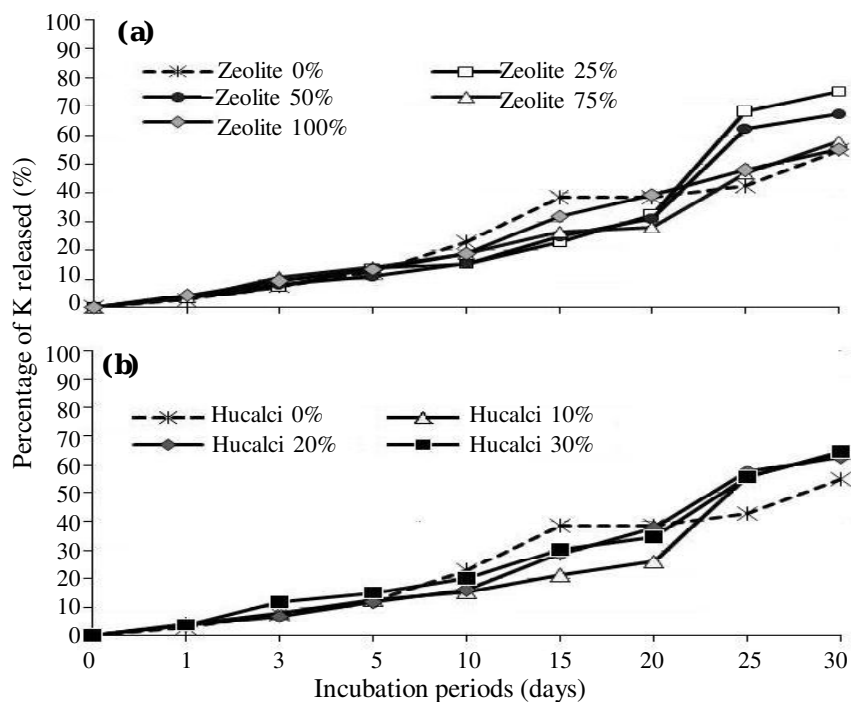 Percentage of K released (%)
(a)
100
90
80
70
60
50
40
30
20
10
0
Zeolite 0%
Zeolite 25%
Zeolite 50%
Zeolite 75%
Zeolite 100%
(b)
100
90
80
70
60
50
40
30
20
10
0
Hucalci 0%
Hucalci 10%
Hucalci 20%
Hucalci 30%
0 1 3 5 10 15 20 25 30
Incubation periods (days)